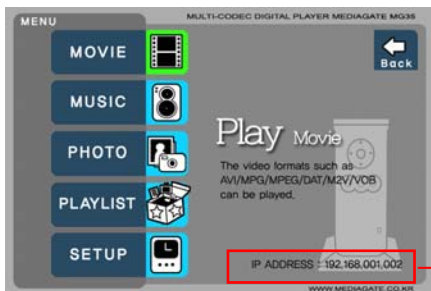 MENU
MULTI-CODEC DIGITAL PLAYER MEDIAGATE MG35
MOVIE
Back
MUSIC
Play Movie
PHOTO
The video formats such as
AVI/MPG/MPEG/DAT/M2V/VOB
can be played.
PLAYLIST
SETUP
IP ADDRESS : 192.168.001.002
WWW.MEDIAGATE.CO.KR